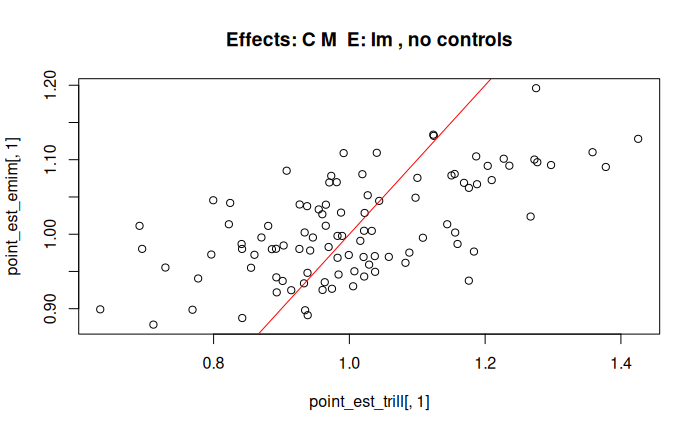 Effects: C M  E: lm , no controls
1.20
1.10
1.00
0.90
point_est_emim[, 1]
0.8
1.0
1.2
1.4
point_est_trill[, 1]